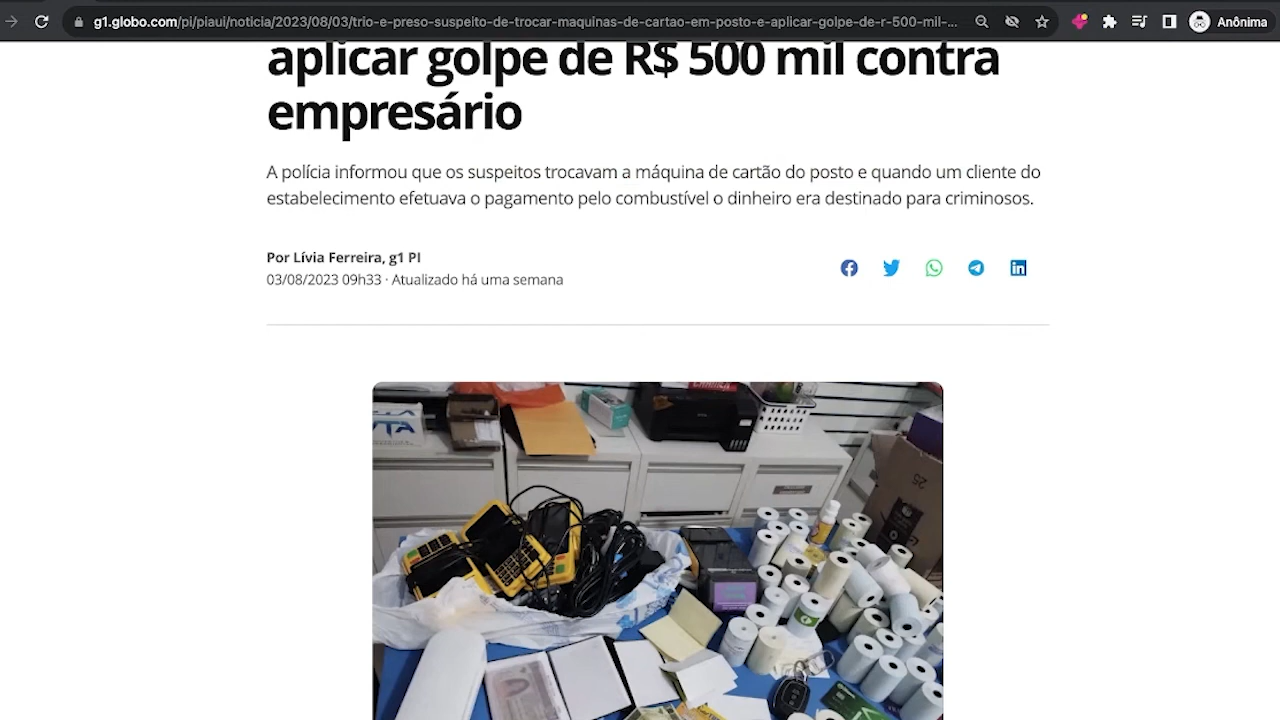 g1.globo.com/pi/piaui/noticia/2023/08/03/trio-e-preso-suspeito-de-trocar-maquinas-de-cartao-em-posto-e-aplicar-golpe-de-r-500-mil-...
Anônima
aplicar golpe de R$ 500 mil contra
empresário
A polícia informou que os suspeitos trocavam a máquina de cartão do posto e quando um cliente do
estabelecimento efetuava o pagamento pelo combustível o dinheiro era destinado para criminosos.
Por Lívia Ferreira, g1 PI
03/08/2023 09h33 · Atualizado há uma semana